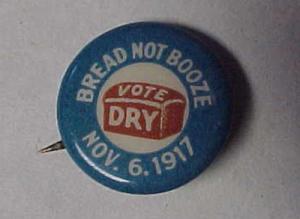 BREAD NOT BOOZE
VOTE
DRY
NOV. 6. 1917